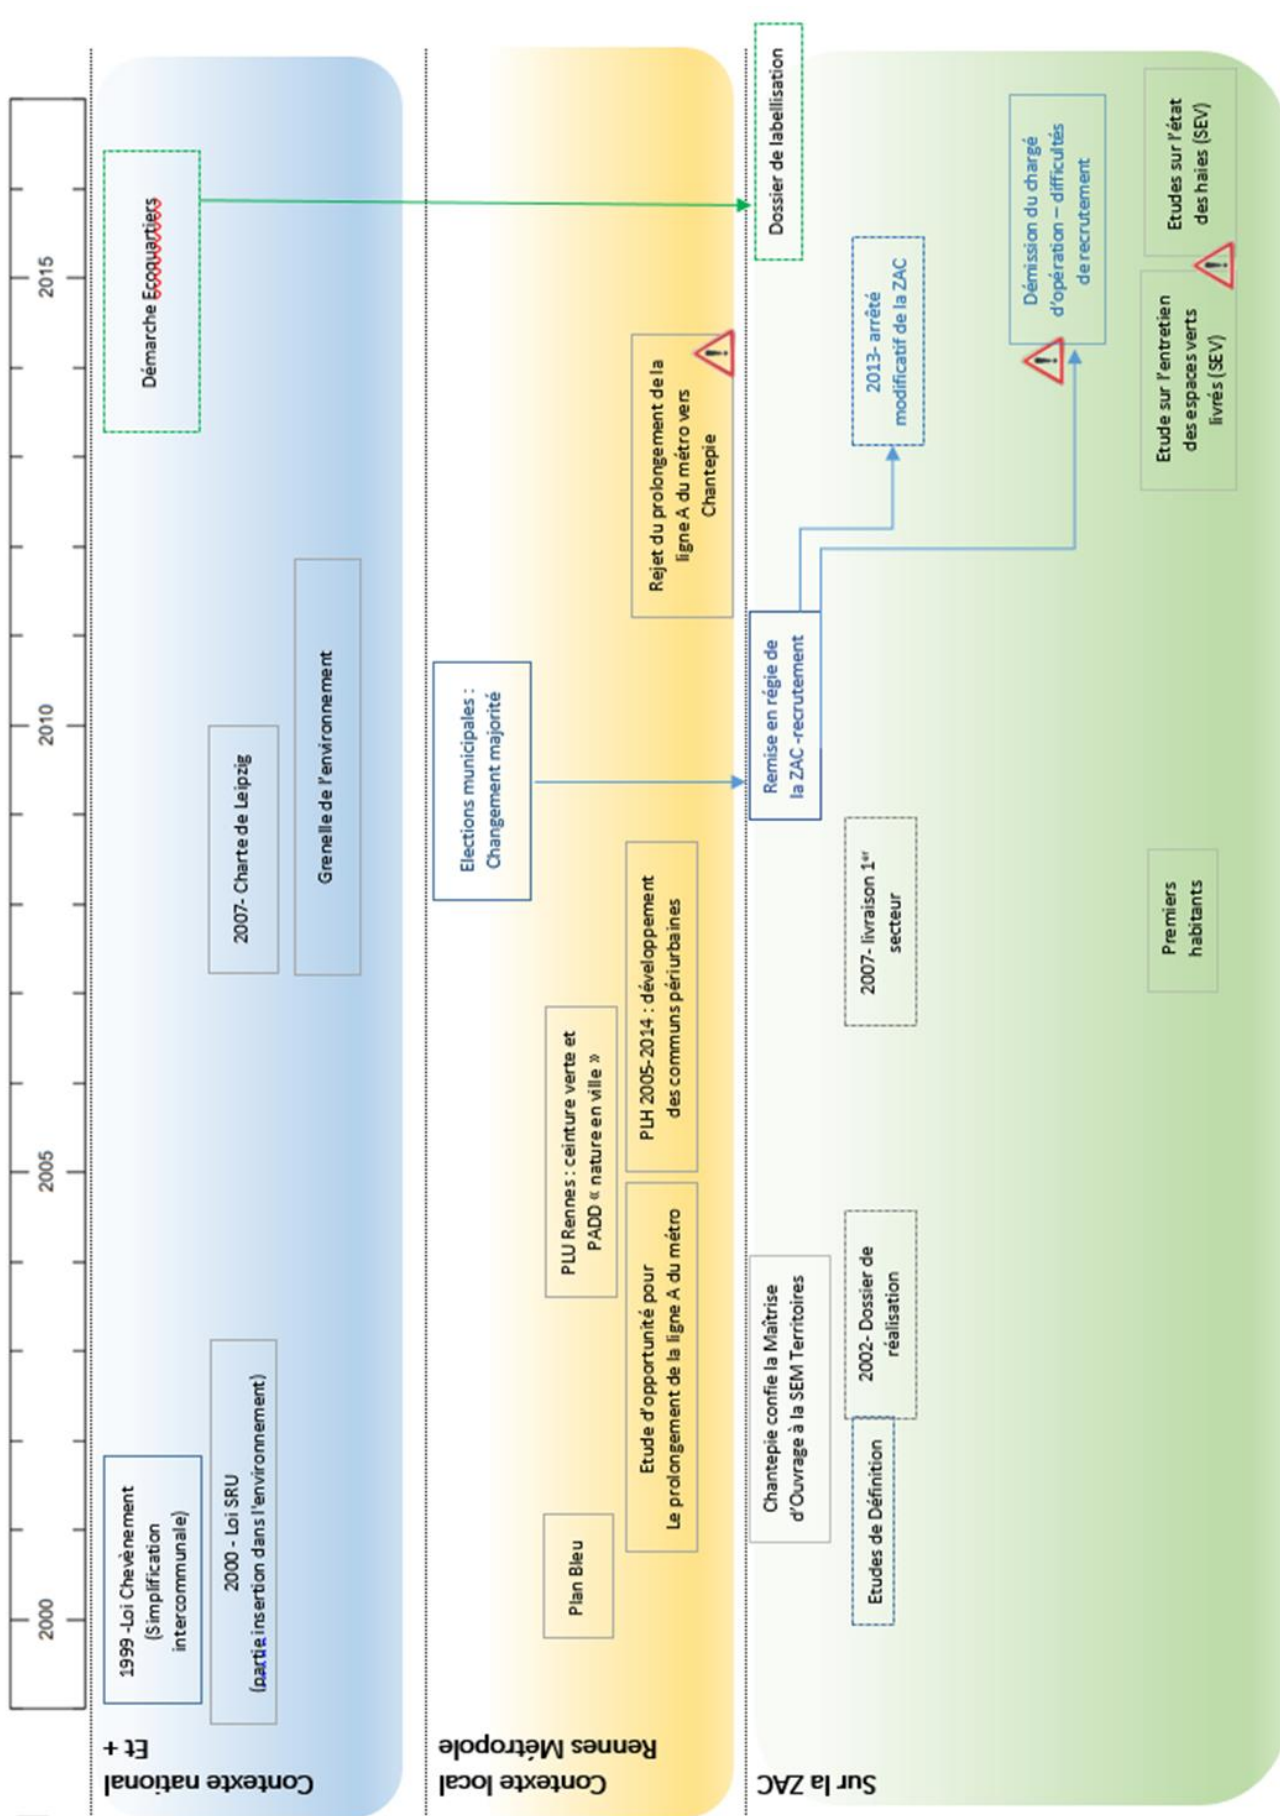 2000
2005
2010
2015
Contexte national
Et +
1999 -Loi Chevènement
(Simplification
intercommunale)
2000 - Loi SRU
(partie insertion dans l'environnement)
2007- Charte de Leipzig
Grenelle de l'environnement
Démarche Ecoquartiers
Contexte local
Rennes Métropole
Plan Bleu
Etude d'opportunité pour
Le prolongement de la ligne A du métro
PLU Rennes : ceinture verte et
PADD « nature en ville »
PLH 2005-2014 : développement
des communs périurbaines
Elections municipales :
Changement majorité
Rejet du prolongement de la
ligne A du métro vers
Chantepie
Sur la ZAC
Chantepie confie la Maîtrise
d'Ouvrage à la SEM Territoires
Etudes de Définition
2002- Dossier de
réalisation
2007- livraison 1er
secteur
Premiers
habitants
Remise en régie de
la ZAC -recrutement
2013- arrêté
modificatif de la ZAC
Démission du chargé
d'opération – difficultés
de recrutement
Etude sur l'entretien
des espaces verts
livrés (SEV)
Etudes sur l'état
des haies (SEV)
Dossier de labellisation